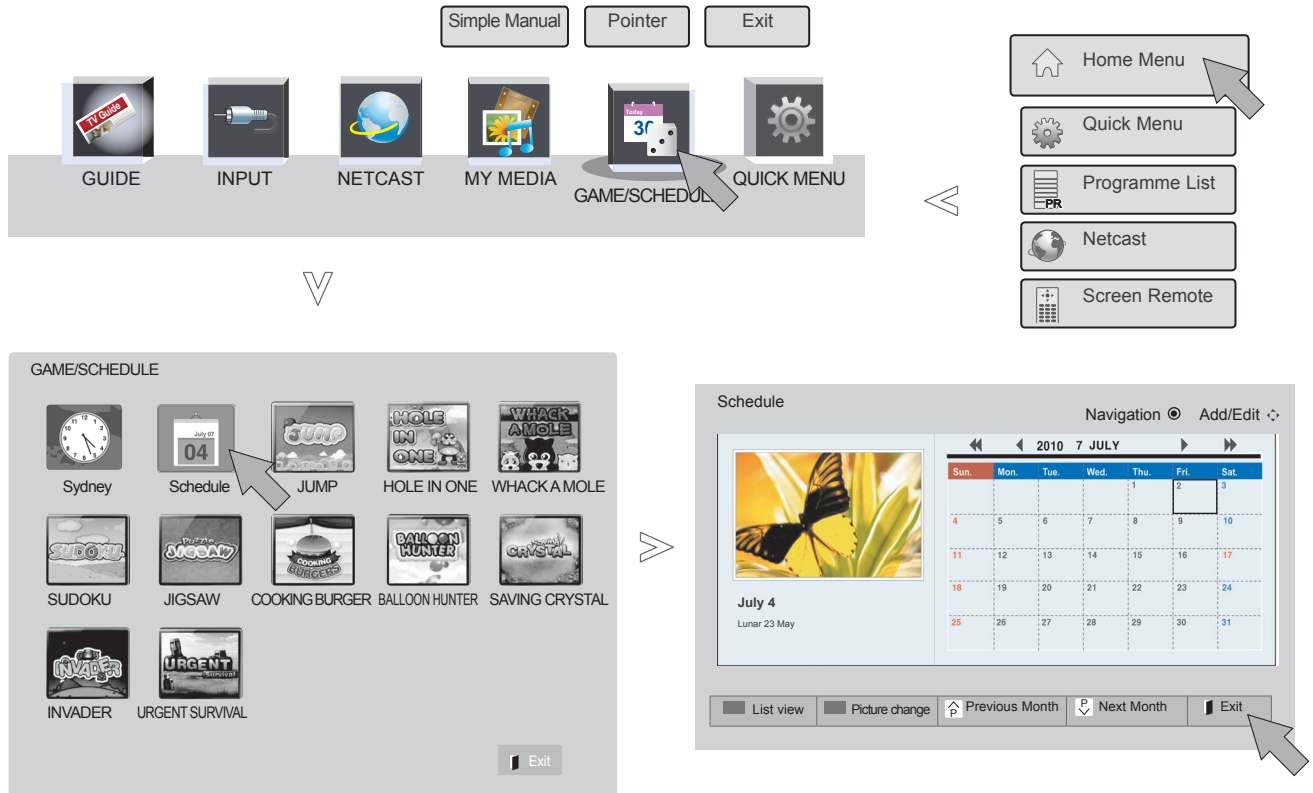 Simple Manual Pointer Exit
TV Guide
Today
30
GUIDE INPUT NETCAST MY MEDIA GAME/SCHEDULE QUICK MENU
Home Menu
Quick Menu
PR Programme List
Netcast
Screen Remote
GAME/SCHEDULE
12 11 1
July 07
04
JUMP
HOLE IN ONE
WHACK A MOLE
Sydney Schedule JUMP HOLE IN ONE WHACK A MOLE
SUDOKU
Puzzle JIGSAW
COOKING BURGERS
BALLOON HUNTER
CRYSTAL
SUDOKU JIGSAW COOKING BURGER BALLOON HUNTER SAVING CRYSTAL
INVADER
URGENT Survival
INVADER URGENT SURVIVAL
Exit
Schedule
Navigation Add/Edit
2010 7 JULY
Sun. Mon. Tue. Wed. Thu. Fri. Sat.
1 2 3
4 5 6 7 8 9 10
11 12 13 14 15 16 17
18 19 20 21 22 23 24
25 26 27 28 29 30 31
July 4
Lunar 23 May
List view Picture change P Previous Month P Next Month Exit